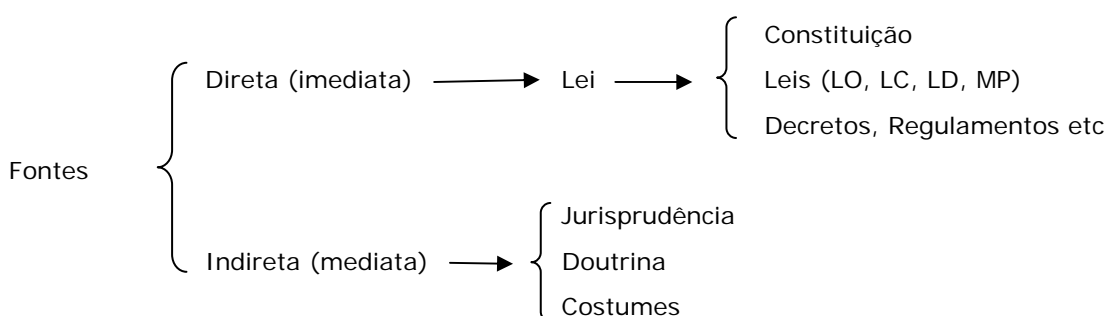 Fontes
Direta (imediata)
Lei
Constituição
Leis (LO, LC, LD, MP)
Decretos, Regulamentos etc
Indireta (mediata)
Jurisprudência
Doutrina
Costumes